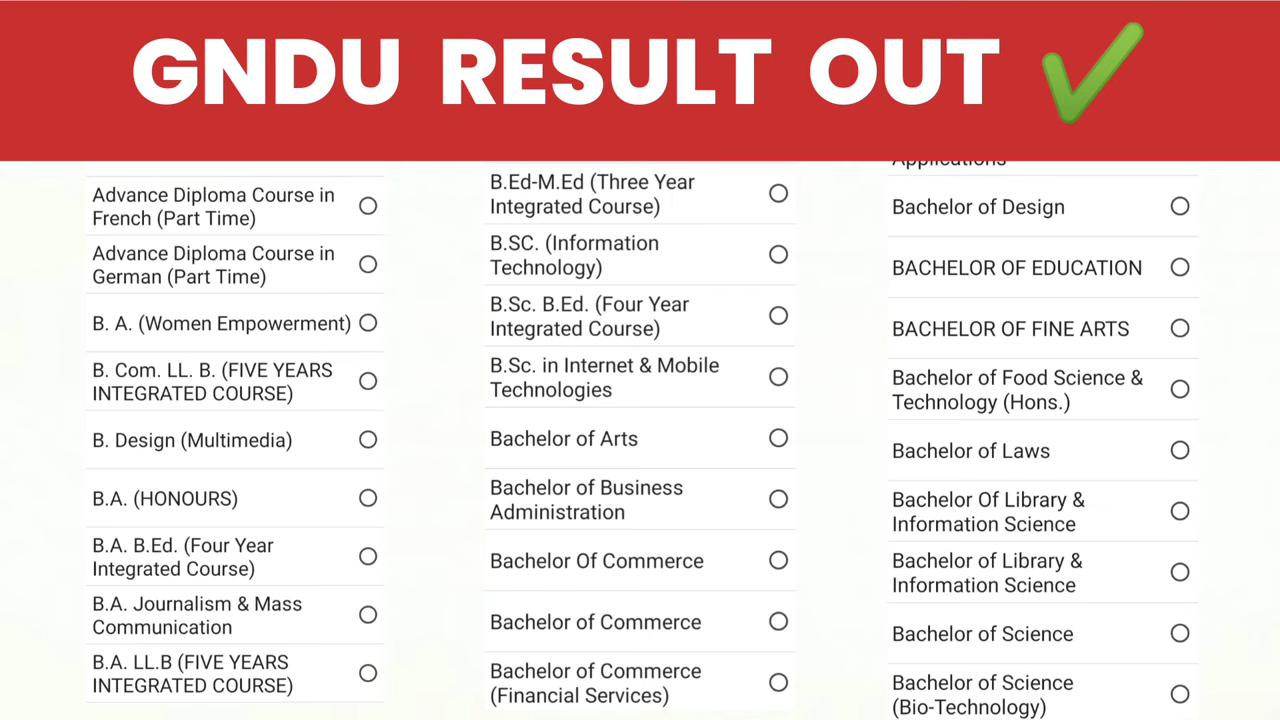 GNDU RESULT OUT
Advance Diploma Course in
French (Part Time)
Advance Diploma Course in
German (Part Time)
B. A. (Women Empowerment)
B. Com. LL. B. (FIVE YEARS
INTEGRATED COURSE)
B. Design (Multimedia)
B.A. (HONOURS)
B.A. B.Ed. (Four Year
Integrated Course)
B.A. Journalism & Mass
Communication
B.A. LL.B (FIVE YEARS
INTEGRATED COURSE)
B.Ed-M.Ed (Three Year
Integrated Course)
B.SC. (Information
Technology)
B.Sc. B.Ed. (Four Year
Integrated Course)
B.Sc. in Internet & Mobile
Technologies
Bachelor of Arts
Bachelor of Business
Administration
Bachelor Of Commerce
Bachelor of Commerce
Bachelor of Commerce
(Financial Services)
Applications
Bachelor of Design
BACHELOR OF EDUCATION
BACHELOR OF FINE ARTS
Bachelor of Food Science &
Technology (Hons.)
Bachelor of Laws
Bachelor Of Library &
Information Science
Bachelor of Library &
Information Science
Bachelor of Science
Bachelor of Science
(Bio-Technology)